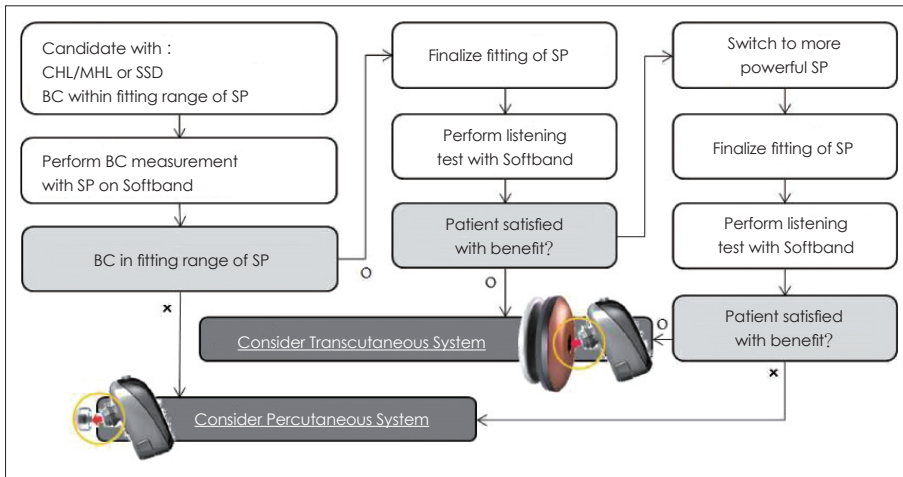 Candidate with :
CHL/MHL or SSD
BC within fitting range of SP
Perform BC measurement
with SP on Softband
BC in fitting range of SP
o
x
Finalize fitting of SP
Perform listening
test with Softband
Patient satisfied
with benefit?
o
Switch to more
powerful SP
Finalize fitting of SP
Perform listening
test with Softband
Patient satisfied
with benefit?
o
x
Consider Transcutaneous System
Consider Percutaneous System